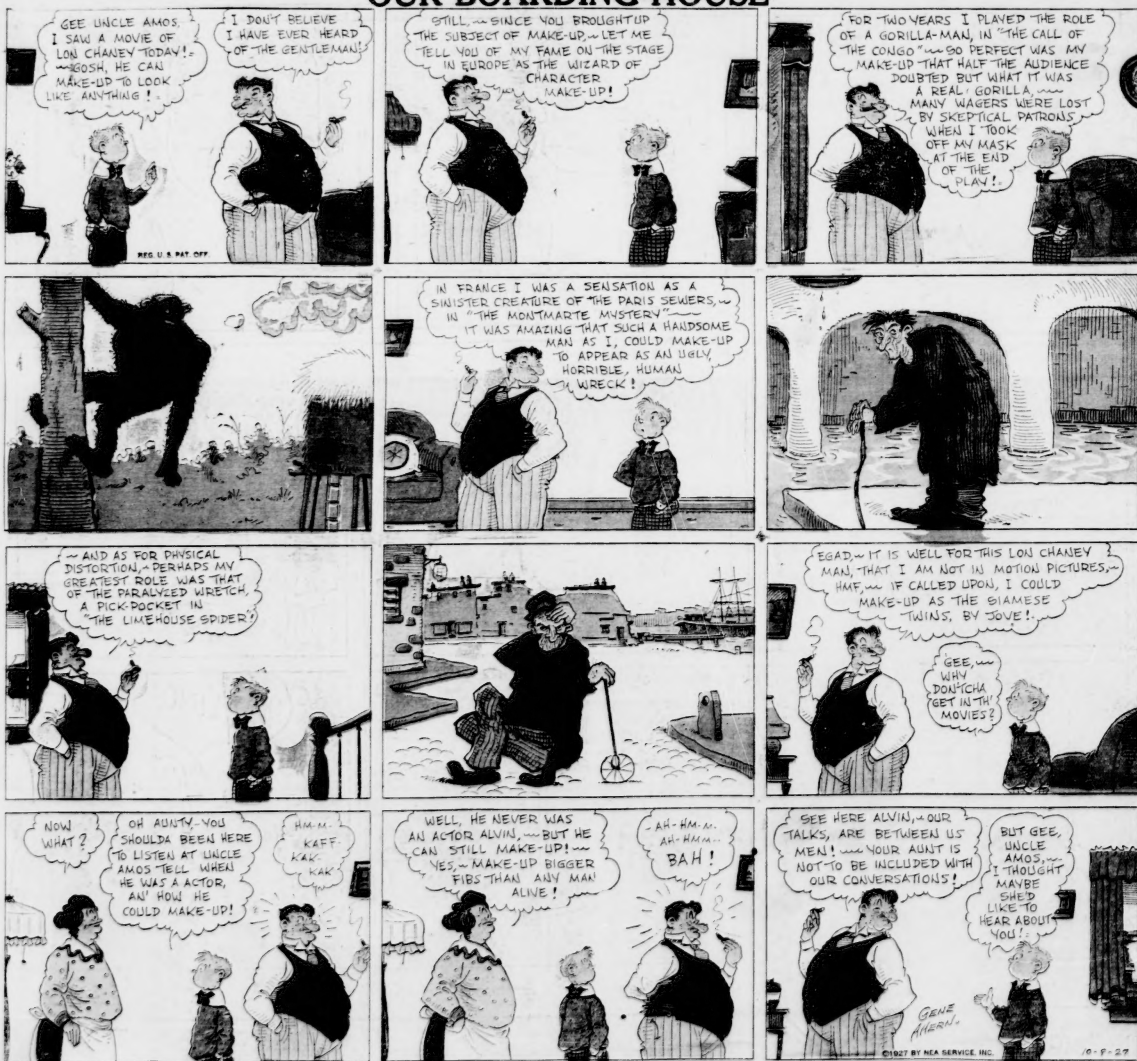 OUR BOARDING HOUSE
GEE UNCLE AMOS,
I SAW A MOVIE OF
LON CHANEY TODAY! -
~ GOSH, HE CAN
MAKE-UP TO LOOK
LIKE ANYTHING! -
I DON'T BELIEVE
I HAVE EVER HEARD
OF THE GENTLEMAN!
REG. U. S. PAT. OFF.
STILL, ~ SINCE YOU BROUGHT UP
THE SUBJECT OF MAKE-UP, ~ LET ME
TELL YOU OF MY FAME ON THE STAGE
IN EUROPE AS THE WIZARD OF
CHARACTER
MAKE-UP!
FOR TWO YEARS I PLAYED THE ROLE
OF A GORILLA-MAN, IN "THE CALL OF
THE CONGO" ~ SO PERFECT WAS MY
MAKE-UP THAT HALF THE AUDIENCE
DOUBTED BUT WHAT IT WAS
A REAL GORILLA, ~
MANY WAGERS WERE LOST
BY SKEPTICAL PATRONS,
WHEN I TOOK
OFF MY MASK
AT THE END
OF THE
PLAY! -
IN FRANCE I WAS A SENSATION AS A
SINISTER CREATURE OF THE PARIS SEWERS, ~
IN "THE MONTMARTE MYSTERY" ~
IT WAS AMAZING THAT SUCH A HANDSOME
MAN AS I, COULD MAKE-UP
TO APPEAR AS AN UGLY,
HORRIBLE, HUMAN
WRECK!
~ AND AS FOR PHYSICAL
DISTORTION, ~ PERHAPS MY
GREATEST ROLE WAS THAT
OF THE PARALYZED WRETCH,
A PICK-POCKET IN
"THE LIMEHOUSE SPIDER!
EGAD, ~ IT IS WELL FOR THIS LON CHANEY
MAN, THAT I AM NOT IN MOTION PICTURES, ~
HMF, ~ IF CALLED UPON, I COULD
MAKE-UP AS THE SIAMESE
TWINS, BY JOVE! -
GEE, ~
WHY
DON'TCHA
GET IN TH'
MOVIES?
NOW
WHAT?
OH AUNTY, - YOU
SHOULDA BEEN HERE
TO LISTEN AT UNCLE
AMOS TELL WHEN
HE WAS A ACTOR,
AN' HOW HE
COULD MAKE-UP!
HM-M-
KAFF-
KAK-
KAK-
WELL, HE NEVER WAS
AN ACTOR ALVIN, ~ BUT HE
CAN STILL MAKE-UP! ~
YES, ~ MAKE-UP BIGGER
FIBS THAN ANY MAN
ALIVE!
AH-HM-M-
AH-HMM--
BAH!
SEE HERE ALVIN, ~ OUR
TALKS, ARE BETWEEN US
MEN! ~ YOUR AUNT IS
NOT TO BE INCLUDED WITH
OUR CONVERSATIONS!
BUT GEE,
UNCLE
AMOS, ~
I THOUGHT
MAYBE
SHE'D
LIKE TO
HEAR ABOUT
YOU! -
GENE
AHERN-
©1927 BY NEA SERVICE, INC.
10-8-27